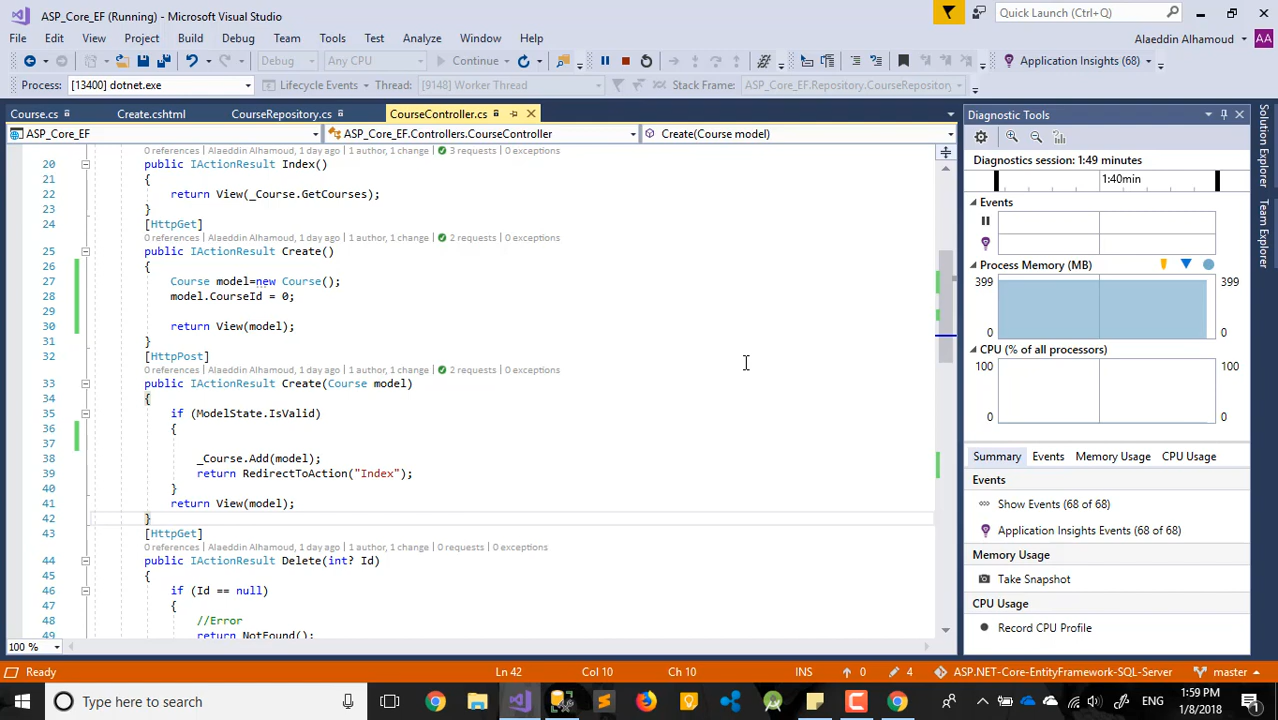 ASP_Core_EF (Running) - Microsoft Visual Studio
Quick Launch (Ctrl+Q)
File Edit View Project Build Debug Team Tools Test Analyze Window Help
Alaeddin Alhamoud AA
Debug Any CPU Continue Application Insights (68)
Process: [13400] dotnet.exe Lifecycle Events Thread: [9148] Worker Thread Stack Frame: ASP_Core_EF.Repository.CourseRepository
Course.cs Create.cshtml CourseRepository.cs CourseController.cs
ASP_Core_EF ASP_Core_EF.Controllers.CourseController Create(Course model)
0 references | Alaeddin Alhamoud, 1 day ago | 1 author, 1 change | 3 requests | 0 exceptions
20 public IActionResult Index()
21 {
22 return View(_Course.GetCourses);
23 }
24 [HttpGet]
0 references | Alaeddin Alhamoud, 1 day ago | 1 author, 1 change | 2 requests | 0 exceptions
25 public IActionResult Create()
26 {
27 Course model=new Course();
28 model.CourseId = 0;
29
30 return View(model);
31 }
32 [HttpPost]
0 references | Alaeddin Alhamoud, 1 day ago | 1 author, 1 change | 2 requests | 0 exceptions
33 public IActionResult Create(Course model)
34 {
35 if (ModelState.IsValid)
36 {
37
38 _Course.Add(model);
39 return RedirectToAction("Index");
40 }
41 return View(model);
42 }
43 [HttpGet]
0 references | Alaeddin Alhamoud, 1 day ago | 1 author, 1 change | 0 requests | 0 exceptions
44 public IActionResult Delete(int? Id)
45 {
46 if (Id == null)
47 {
48 //Error
49 return NotFound();
100 %
Diagnostic Tools
Diagnostics session: 1:49 minutes
1:40min
Events
Process Memory (MB)
399 399
0 0
CPU (% of all processors)
100 100
0 0
Summary Events Memory Usage CPU Usage
Events
Show Events (68 of 68)
Application Insights Events (68 of 68)
Memory Usage
Take Snapshot
CPU Usage
Record CPU Profile
Solution Explorer
Team Explorer
Ready Ln 42 Col 10 Ch 10 INS 0 4 ASP.NET-Core-EntityFramework-SQL-Server master
Type here to search
ENG 1:59 PM
1/8/2018
1